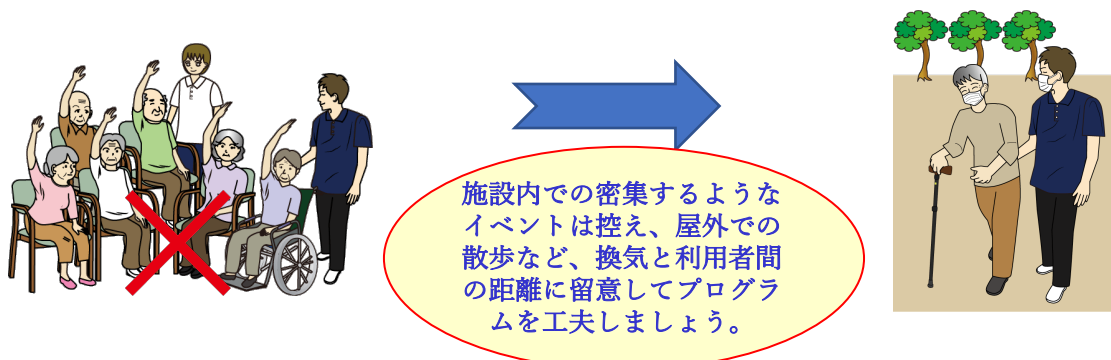 施設内での密集するような
イベントは控え、屋外での
散歩など、換気と利用者間
の距離に留意してプログラ
ムを工夫しましょう。